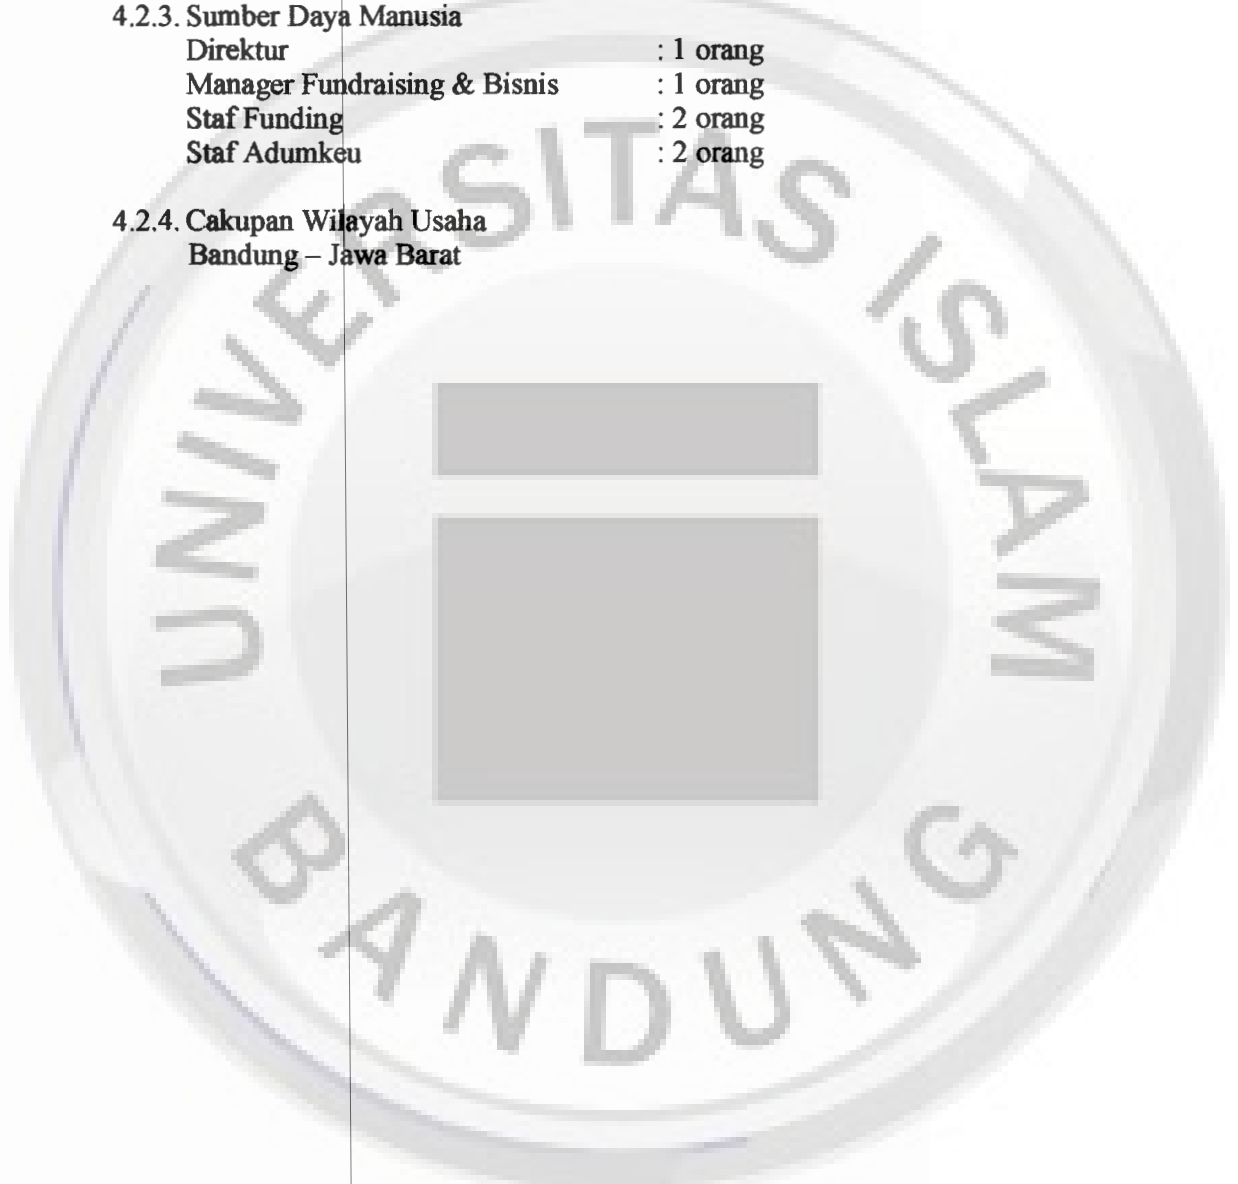 4.2.3. Sumber Daya Manusia
Direktur : 1 orang
Manager Fundraising & Bisnis : 1 orang
Staf Funding : 2 orang
Staf Adumkeu : 2 orang
4.2.4. Cakupan Wilayah Usaha
Bandung – Jawa Barat
UNIVERSITAS ISLAM
BANDUNG